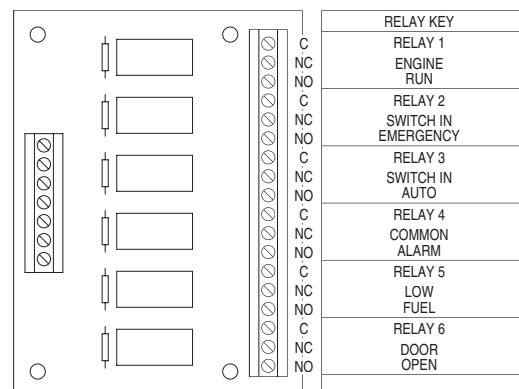 RELAY KEY
C RELAY 1
NC ENGINE
NO RUN
C RELAY 2
NC SWITCH IN
NO EMERGENCY
C RELAY 3
NC SWITCH IN
NO AUTO
C RELAY 4
NC COMMON
NO ALARM
C RELAY 5
NC LOW
NO FUEL
C RELAY 6
NC DOOR
NO OPEN